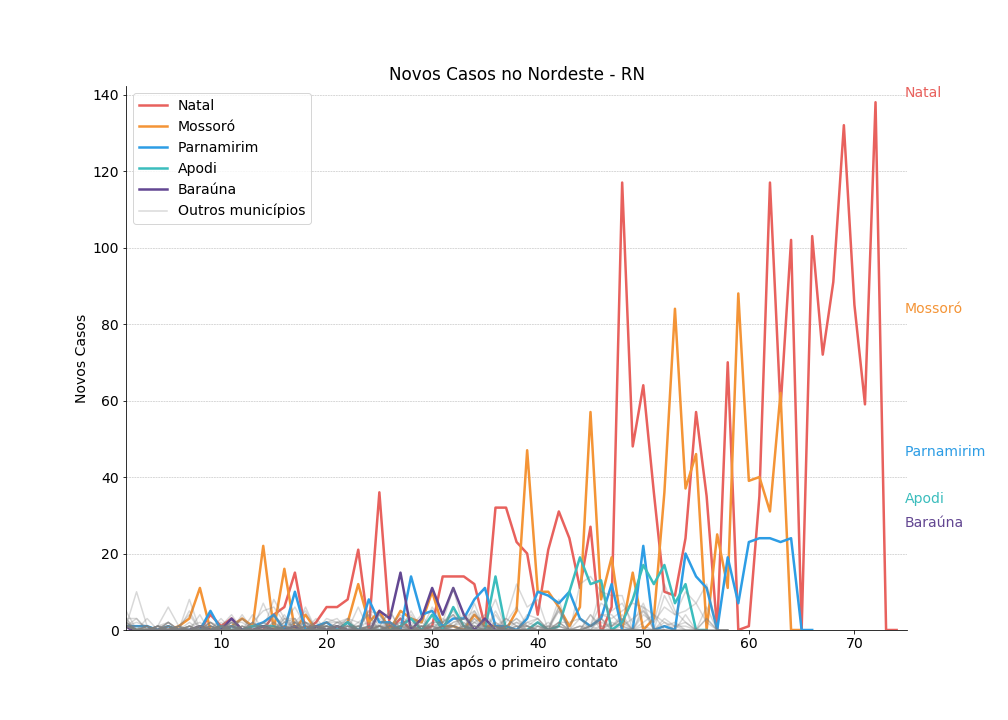 Novos Casos no Nordeste - RN
Natal
Mossoró
Parnamirim
Apodi
Baraúna
Outros municípios
Novos Casos
140
120
100
80
60
40
20
0
10
20
30
40
50
60
70
Dias após o primeiro contato
Natal
Mossoró
Parnamirim
Apodi
Baraúna